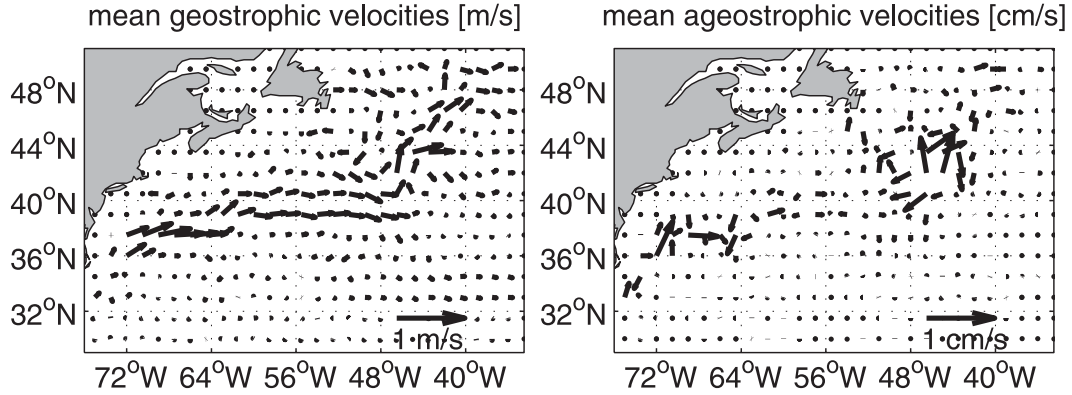 mean geostrophic velocities [m/s]
48°N
44°N
40°N
36°N
32°N
1 m/s
72°W 64°W 56°W 48°W 40°W
mean ageostrophic velocities [cm/s]
48°N
44°N
40°N
36°N
32°N
1 cm/s
72°W 64°W 56°W 48°W 40°W